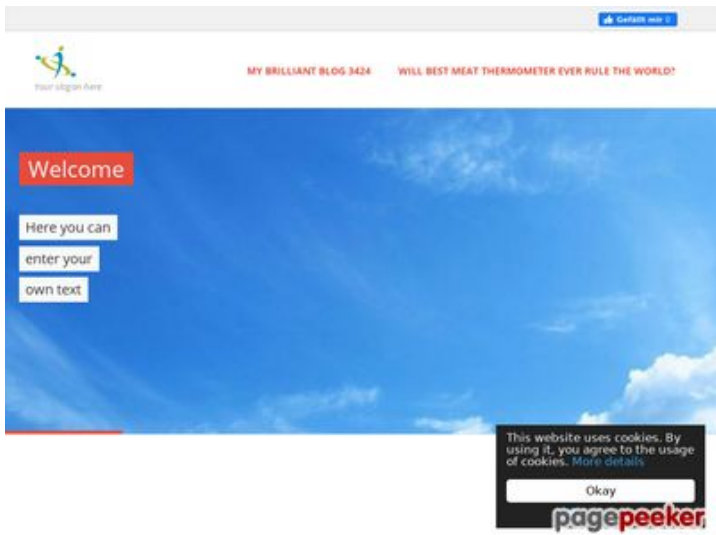 Gefällt mir 0
Your slogan here
MY BRILLIANT BLOG 3424
WILL BEST MEAT THERMOMETER EVER RULE THE WORLD?
Welcome
Here you can
enter your
own text
This website uses cookies. By
using it, you agree to the usage
of cookies. More details
Okay
pagepeeker